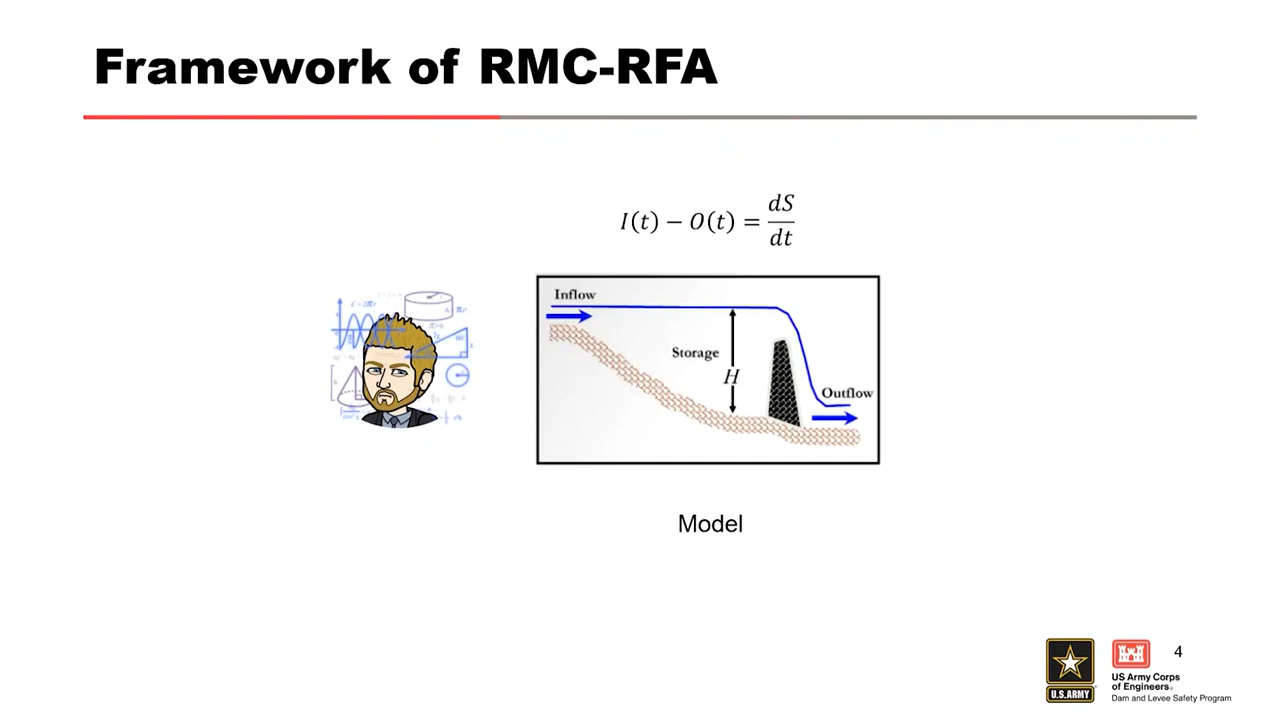 Framework of RMC-RFA
I(t) − O(t) = dS/dt
Inflow
Storage
H
Outflow
Model
U.S.ARMY
US Army Corps
of Engineers®
Dam and Levee Safety Program
4